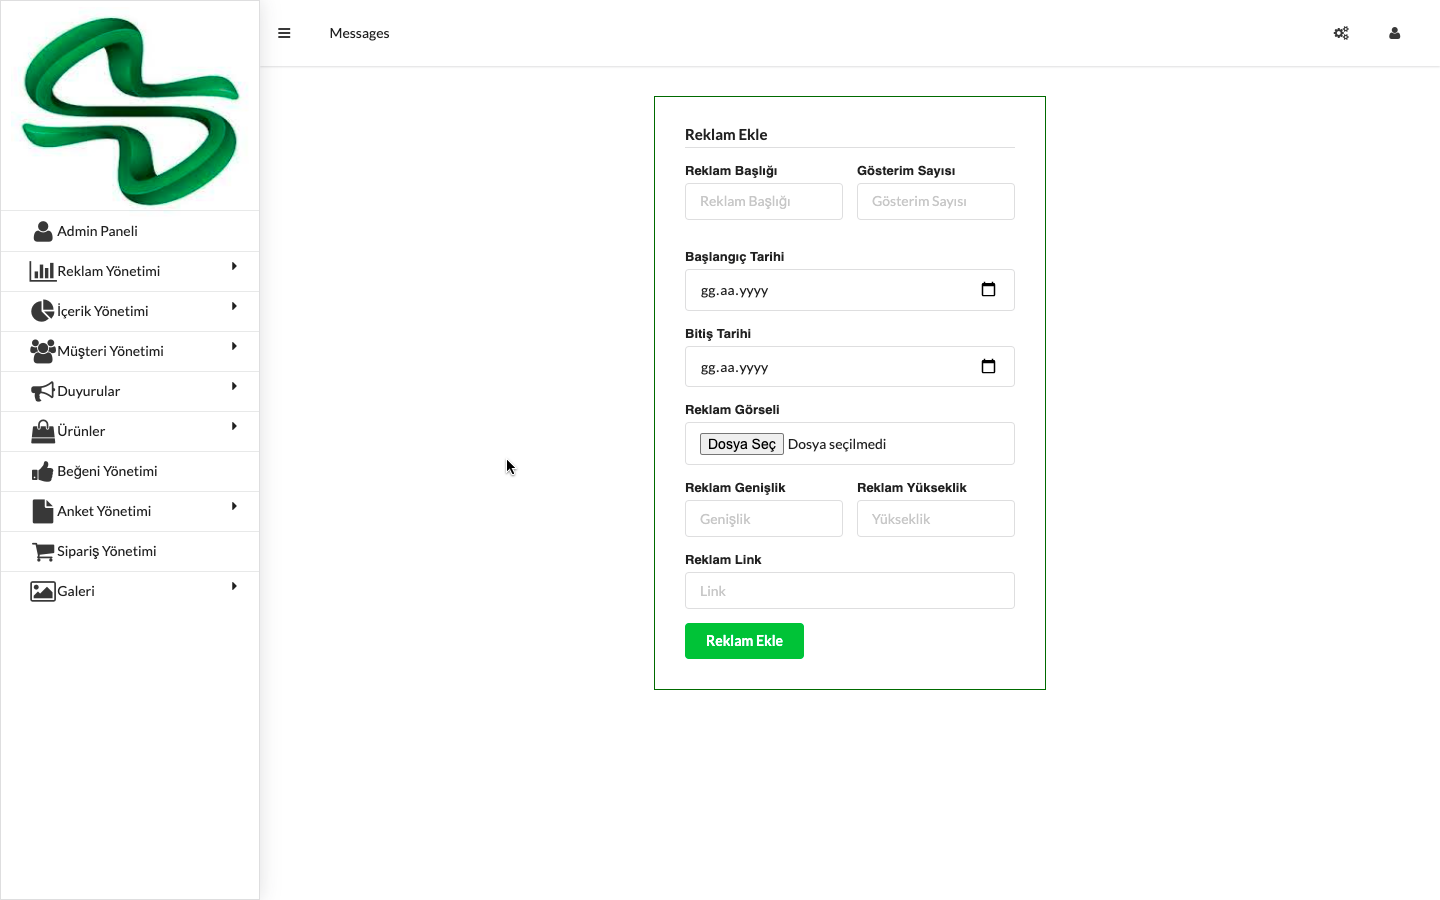 Messages
Admin Paneli
Reklam Yönetimi
İçerik Yönetimi
Müşteri Yönetimi
Duyurular
Ürünler
Beğeni Yönetimi
Anket Yönetimi
Sipariş Yönetimi
Galeri
Reklam Ekle
Reklam Başlığı Gösterim Sayısı
Reklam Başlığı Gösterim Sayısı
Başlangıç Tarihi
gg.aa.yyyy
Bitiş Tarihi
gg.aa.yyyy
Reklam Görseli
Dosya Seç Dosya seçilmedi
Reklam Genişlik Reklam Yükseklik
Genişlik Yükseklik
Reklam Link
Link
Reklam Ekle